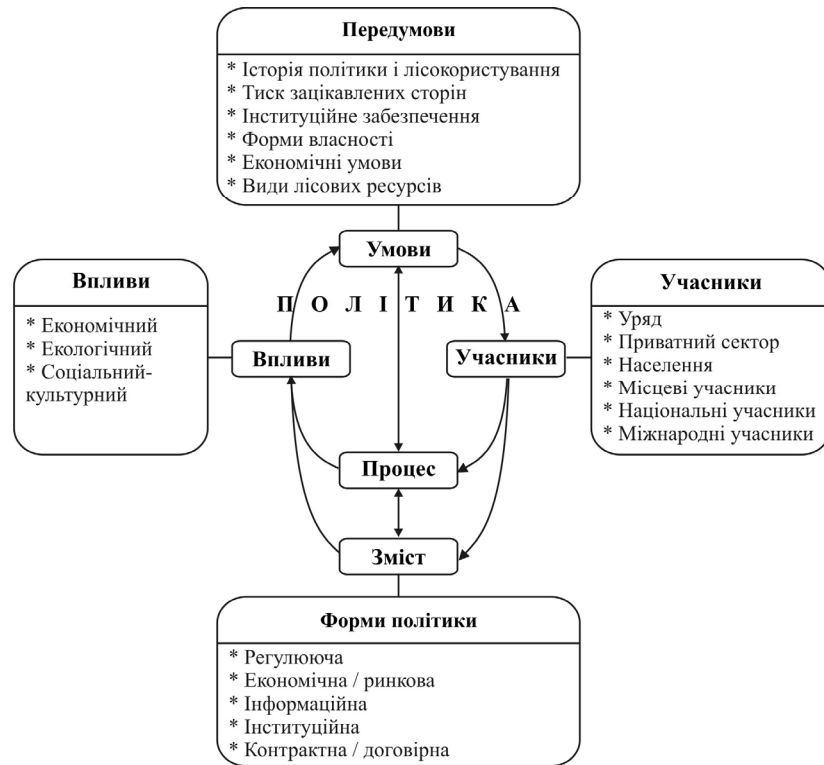 Передумови
* Історія політики і лісокористування
* Тиск зацікавлених сторін
* Інституційне забезпечення
* Форми власності
* Економічні умови
* Види лісових ресурсів
Умови
Впливи
* Економічний
* Екологічний
* Соціальний-
культурний
ПОЛІТИКА
Впливи
Учасники
Учасники
* Уряд
* Приватний сектор
* Населення
* Місцеві учасники
* Національні учасники
* Міжнародні учасники
Процес
Зміст
Форми політики
* Регулююча
* Економічна / ринкова
* Інформаційна
* Інституційна
* Контрактна / договірна